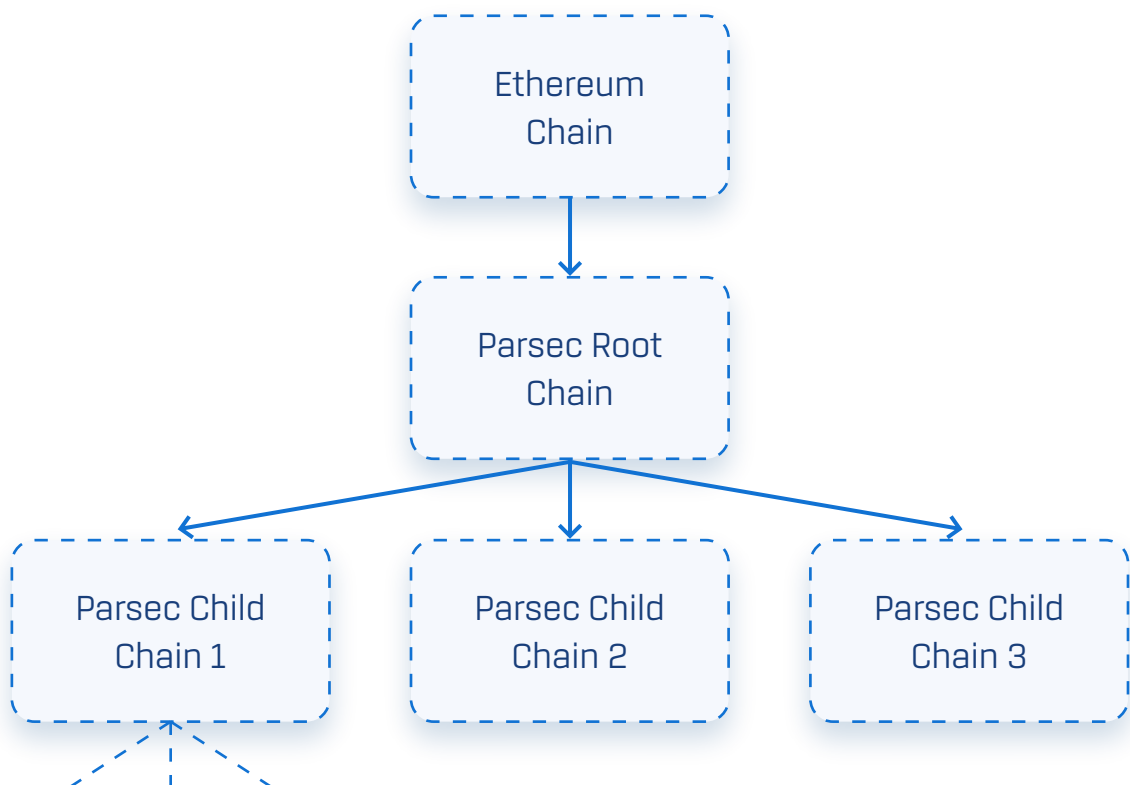 Ethereum
Chain
Parsec Root
Chain
Parsec Child
Chain 1
Parsec Child
Chain 2
Parsec Child
Chain 3